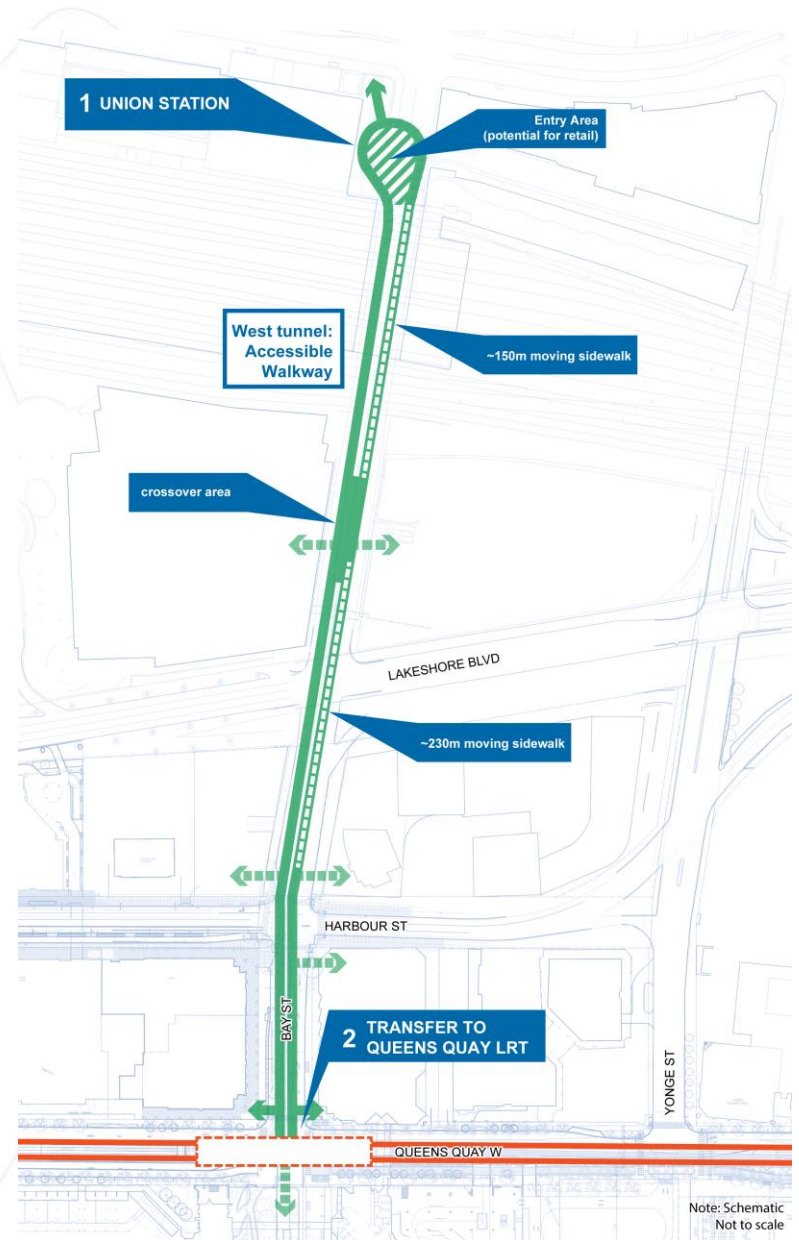 1 UNION STATION
Entry Area
(potential for retail)
West tunnel:
Accessible
Walkway
~150m moving sidewalk
crossover area
LAKESHORE BLVD
~230m moving sidewalk
HARBOUR ST
BAY ST
2 TRANSFER TO
QUEENS QUAY LRT
YONGE ST
QUEENS QUAY W
Note: Schematic
Not to scale